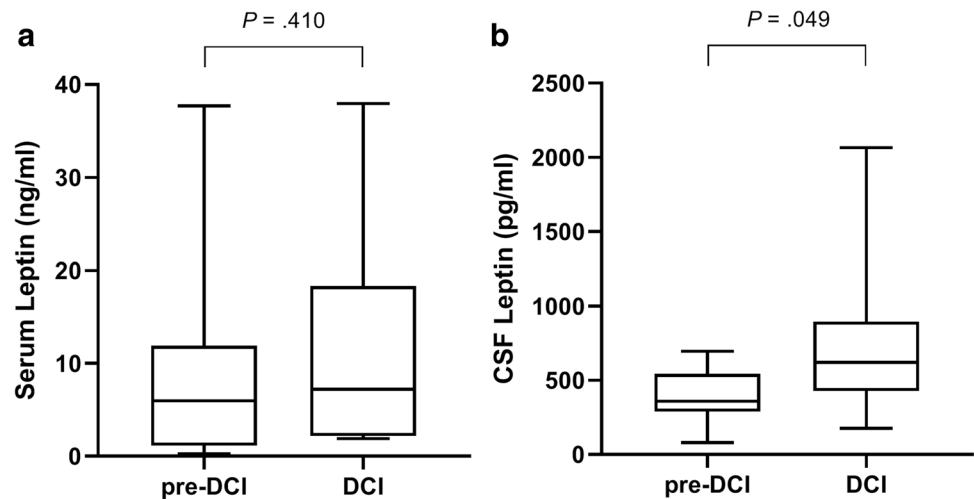 a
P = .410
Serum Leptin (ng/ml)
40
30
20
10
0
pre-DCI
DCI
b
P = .049
CSF Leptin (pg/ml)
2500
2000
1500
1000
500
0
pre-DCI
DCI